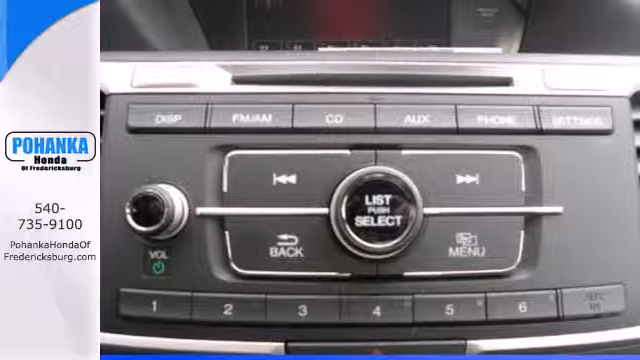 POHANKA
Honda
Of Fredericksburg
540-
735-9100
PohankaHondaOf
Fredericksburg.com
DISP FM/AM CD AUX PHONE SETTINGS
LIST
PUSH
SELECT
BACK MENU
VOL
1 2 3 4 5 6